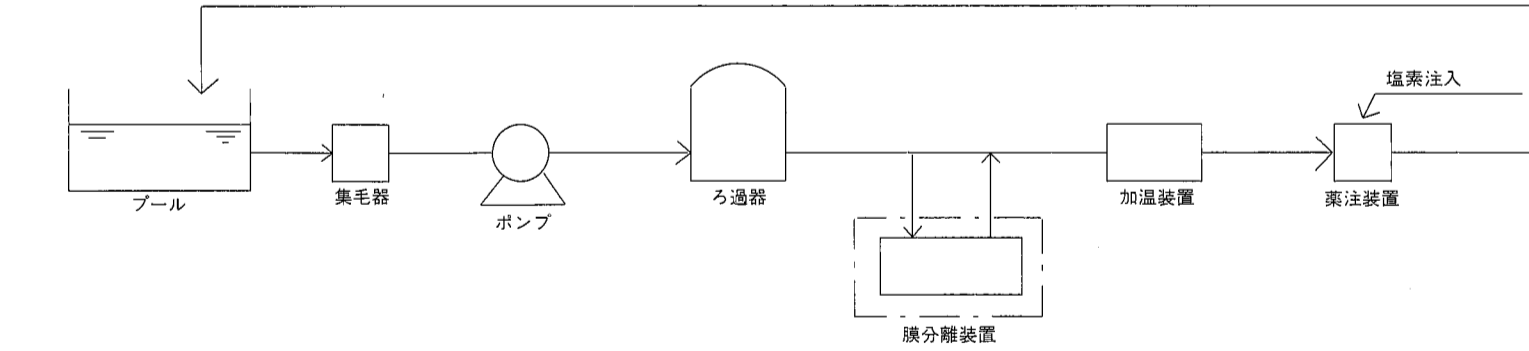 塩素注入
プール
集毛器
ポンプ
ろ過器
膜分離装置
加温装置
薬注装置